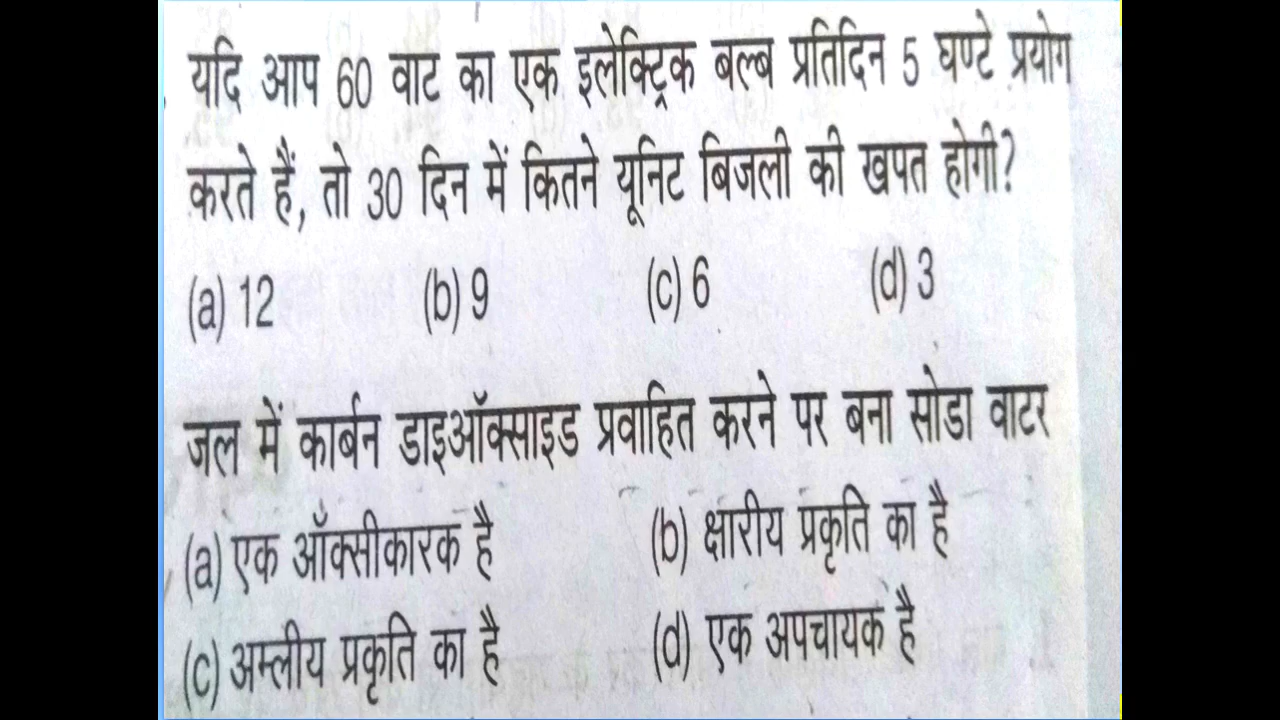 यदि आप 60 वाट का एक इलेक्ट्रिक बल्ब प्रतिदिन 5 घण्टे प्रयोग
करते हैं, तो 30 दिन में कितने यूनिट बिजली की खपत होगी?
(a) 12 (b) 9 (c) 6 (d) 3
जल में कार्बन डाइऑक्साइड प्रवाहित करने पर बना सोडा वाटर
(a) एक ऑक्सीकारक है (b) क्षारीय प्रकृति का है
(c) अम्लीय प्रकृति का है (d) एक अपचायक है